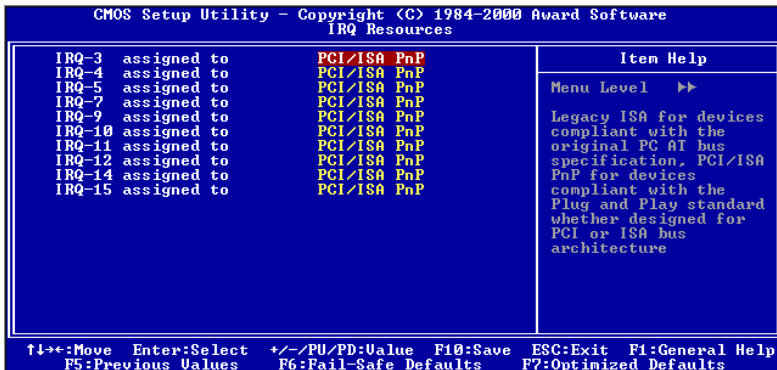 CMOS Setup Utility - Copyright (C) 1984-2000 Award Software
IRQ Resources
IRQ-3 assigned to PCI/ISA PnP
IRQ-4 assigned to PCI/ISA PnP
IRQ-5 assigned to PCI/ISA PnP
IRQ-7 assigned to PCI/ISA PnP
IRQ-9 assigned to PCI/ISA PnP
IRQ-10 assigned to PCI/ISA PnP
IRQ-11 assigned to PCI/ISA PnP
IRQ-12 assigned to PCI/ISA PnP
IRQ-14 assigned to PCI/ISA PnP
IRQ-15 assigned to PCI/ISA PnP
Item Help
Menu Level ►►
Legacy ISA for devices
compliant with the
original PC AT bus
specification, PCI/ISA
PnP for devices
compliant with the
Plug and Play standard
whether designed for
PCI or ISA bus
architecture
↑↓→←:Move Enter:Select +/-/PU/PD:Value F10:Save ESC:Exit F1:General Help
F5:Previous Values F6:Fail-Safe Defaults F7:Optimized Defaults